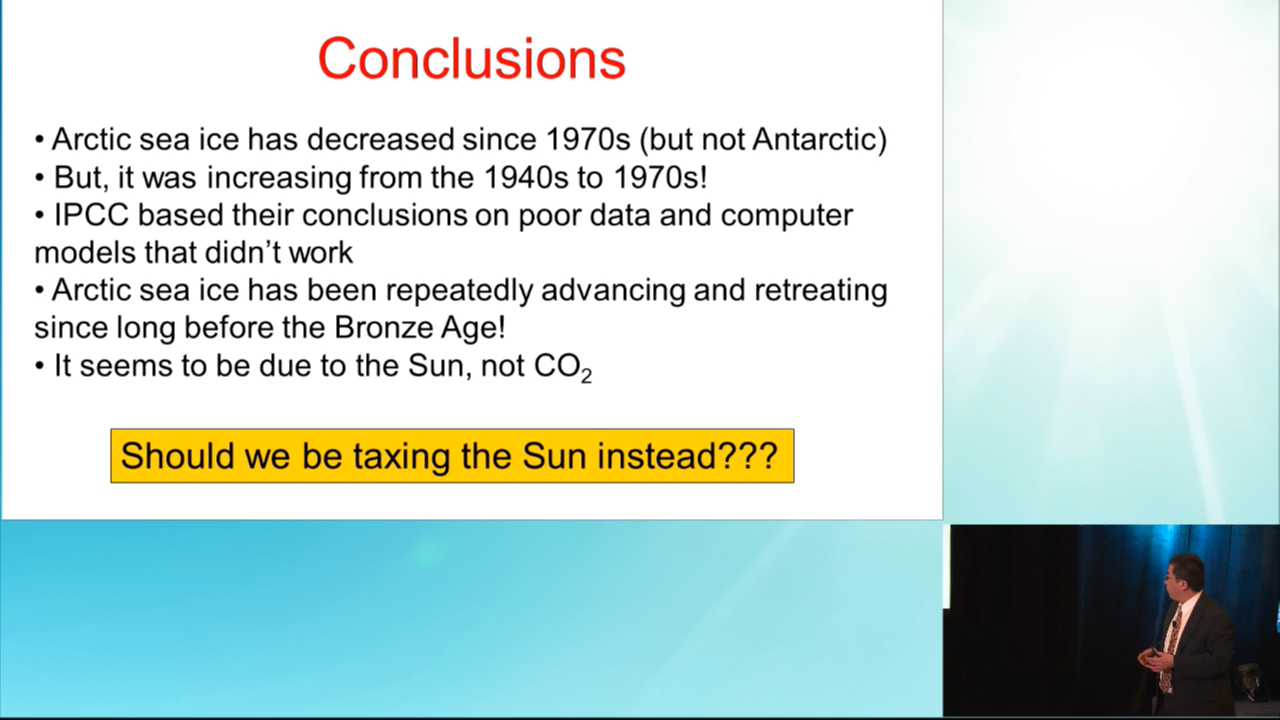 Conclusions
• Arctic sea ice has decreased since 1970s (but not Antarctic)
• But, it was increasing from the 1940s to 1970s!
• IPCC based their conclusions on poor data and computer
models that didn’t work
• Arctic sea ice has been repeatedly advancing and retreating
since long before the Bronze Age!
• It seems to be due to the Sun, not CO₂
Should we be taxing the Sun instead???